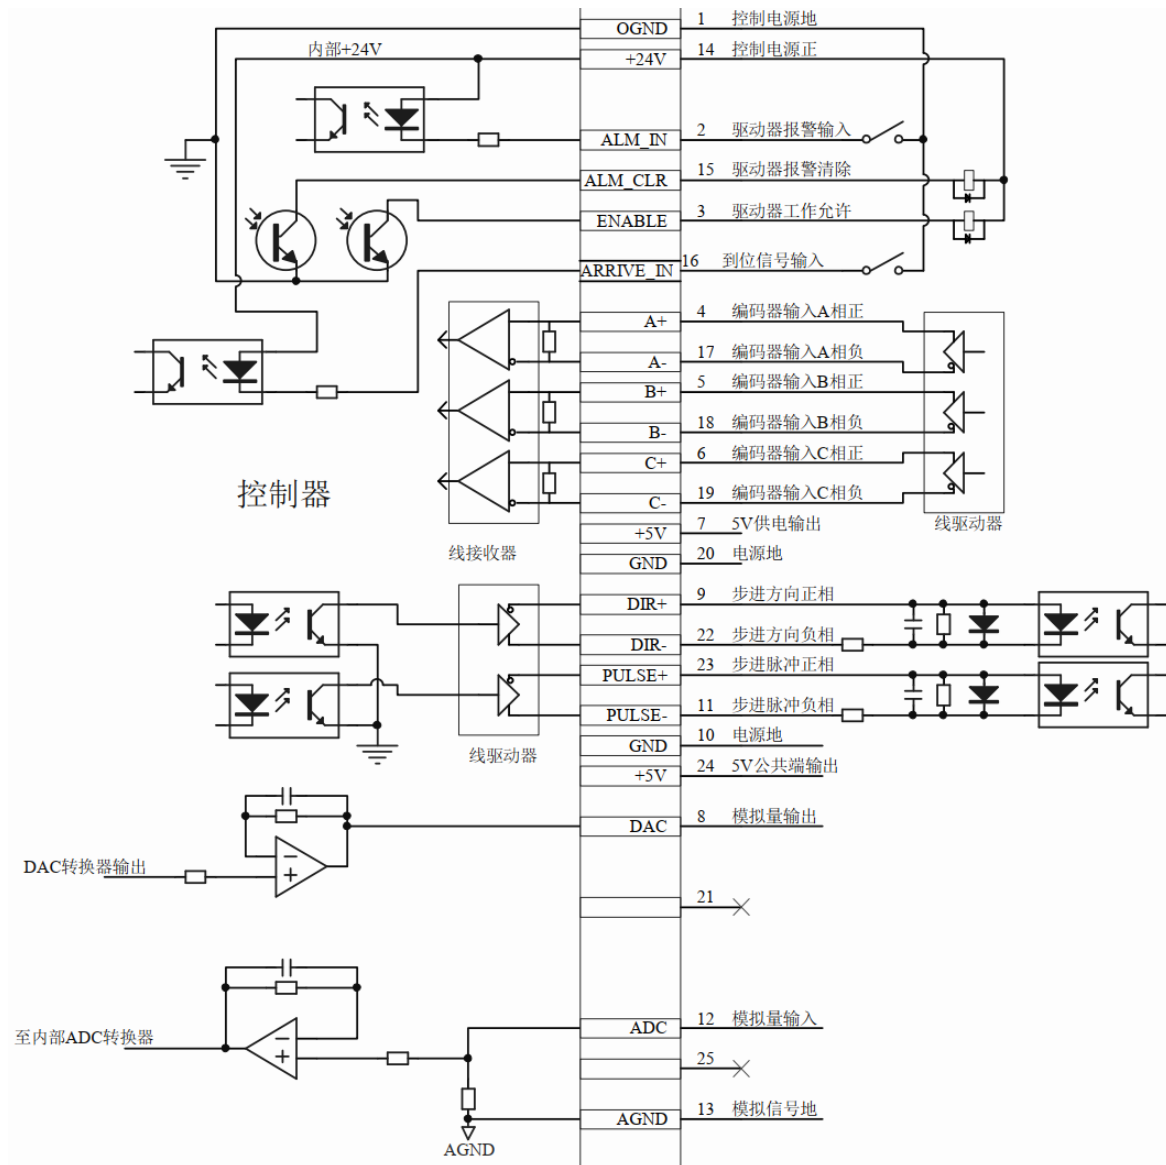 OGND 1 控制电源地
内部+24V +24V 14 控制电源正
ALM_IN 2 驱动器报警输入
ALM_CLR 15 驱动器报警清除
ENABLE 3 驱动器工作允许
ARRIVE_IN 16 到位信号输入
A+ 4 编码器输入A相正
A- 17 编码器输入A相负
B+ 5 编码器输入B相正
B- 18 编码器输入B相负
C+ 6 编码器输入C相正
控制器
C- 19 编码器输入C相负
线驱动器
+5V 7 5V供电输出
线接收器
GND 20 电源地
DIR+ 9 步进方向正相
DIR- 22 步进方向负相
PULSE+ 23 步进脉冲正相
PULSE- 11 步进脉冲负相
GND 10 电源地
线驱动器
+5V 24 5V公共端输出
DAC 8 模拟量输出
DAC转换器输出
21
ADC 12 模拟量输入
至内部ADC转换器
25
AGND 13 模拟信号地
AGND